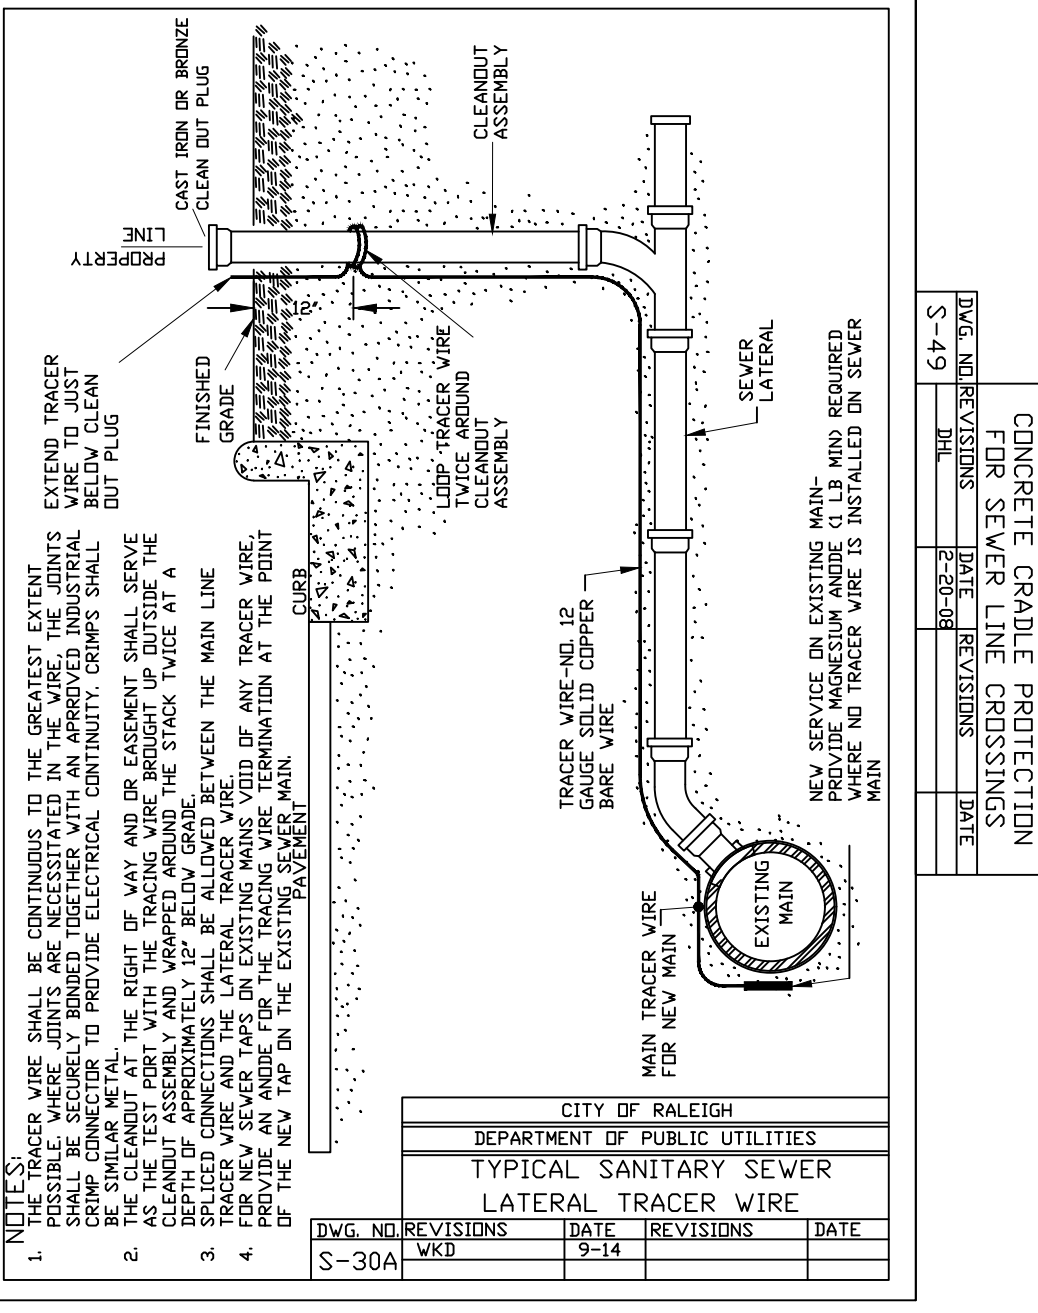 NOTES:
1. THE TRACER WIRE SHALL BE CONTINUOUS TO THE GREATEST EXTENT
POSSIBLE. WHERE JOINTS ARE NECESSITATED IN THE WIRE, THE JOINTS
SHALL BE SECURELY BONDED TOGETHER WITH AN APRROVED INDUSTRIAL
CRIMP CONNECTOR TO PROVIDE ELECTRICAL CONTINUITY. CRIMPS SHALL
BE SIMILAR METAL.
2. THE CLEANOUT AT THE RIGHT OF WAY AND OR EASEMENT SHALL SERVE
AS THE TEST PORT WITH THE TRACING WIRE BROUGHT UP OUTSIDE THE
CLEANOUT ASSEMBLY AND WRAPPED AROUND THE STACK TWICE AT A
DEPTH OF APPROXIMATELY 12" BELOW GRADE.
3. SPLICED CONNECTIONS SHALL BE ALLOWED BETWEEN THE MAIN LINE
TRACER WIRE AND THE LATERAL TRACER WIRE.
4. FOR NEW SEWER TAPS ON EXISTING MAINS VOID OF ANY TRACER WIRE,
PROVIDE AN ANODE FOR THE TRACING WIRE TERMINATION AT THE POINT
OF THE NEW TAP ON THE EXISTING SEWER MAIN.
PAVEMENT
CURB
EXTEND TRACER
WIRE TO JUST
BELOW CLEAN
OUT PLUG
PROPERTY
LINE
CAST IRON OR BRONZE
CLEAN OUT PLUG
FINISHED
GRADE
12"
LOOP TRACER WIRE
TWICE AROUND
CLEANOUT
ASSEMBLY
CLEANOUT
ASSEMBLY
TRACER WIRE-NO. 12
GAUSE SOLID COPPER
BARE WIRE
SEWER
LATERAL
MAIN TRACER WIRE
FOR NEW MAIN
EXISTING
MAIN
NEW SERVICE ON EXISTING MAIN-
PROVIDE MAGNESIUM ANODE (1 LB MIN) REQUIRED
WHERE NO TRACER WIRE IS INSTALLED ON SEWER
MAIN
CITY OF RALEIGH
DEPARTMENT OF PUBLIC UTILITIES
TYPICAL SANITARY SEWER
LATERAL TRACER WIRE
DWG. NO. REVISIONS DATE REVISIONS DATE
S-30A WKD 9-14
CONCRETE CRADLE PROTECTION
FOR SEWER LINE CROSSINGS
DWG. NO. REVISIONS DATE REVISIONS DATE
S-49 DHL 2-20-08